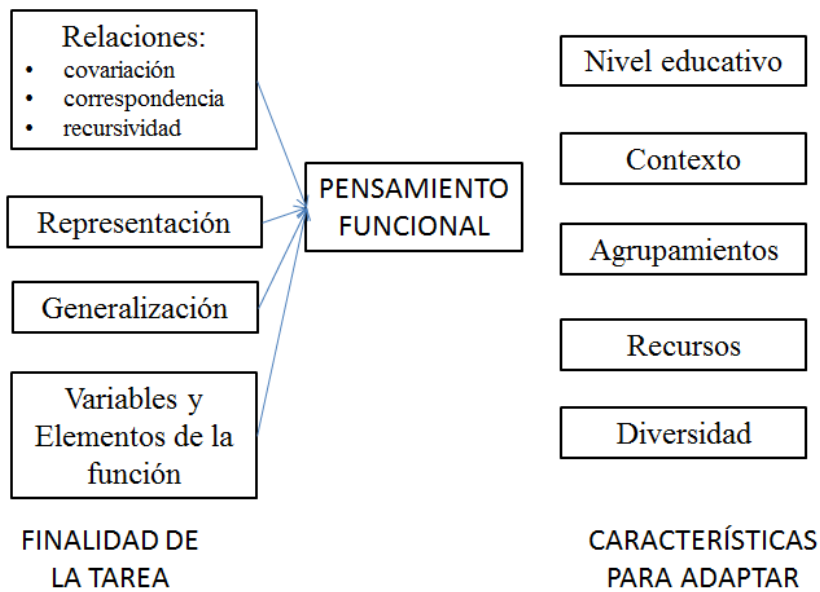 Relaciones:
• covariación
• correspondencia
• recursividad
Representación
Generalización
Variables y
Elementos de la
función
FINALIDAD DE
LA TAREA
PENSAMIENTO
FUNCIONAL
Nivel educativo
Contexto
Agrupamientos
Recursos
Diversidad
CARACTERÍSTICAS
PARA ADAPTAR